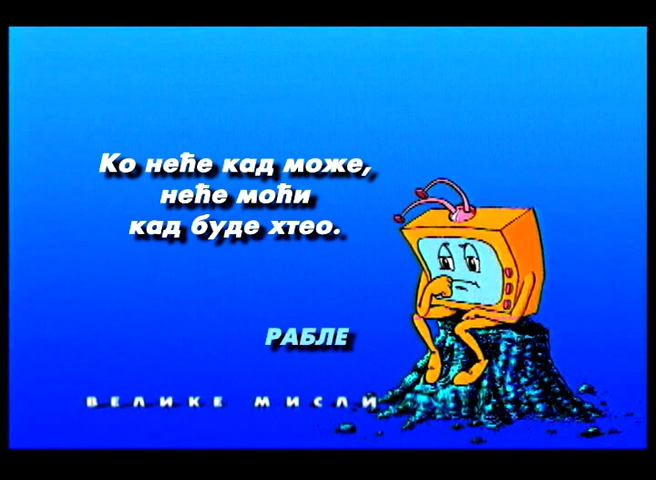 Ко неће кад може,
неће моћи
кад буде хтео.
РАБЛЕ
ВЕЛИКЕ МИСЛИ